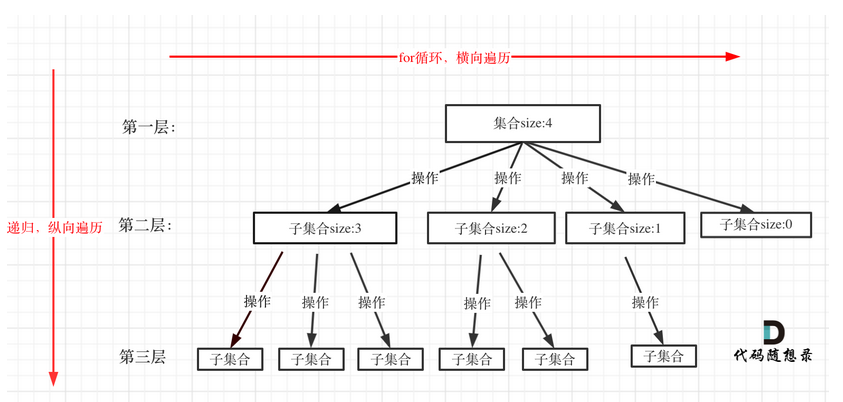 for循环，横向遍历
第一层：
集合size:4
操作
操作
操作
操作
递归，纵向遍历
第二层：
子集合size:3
子集合size:2
子集合size:1
子集合size:0
操作
操作
操作
操作
操作
操作
第三层
子集合
子集合
子集合
子集合
子集合
子集合
代码随想录